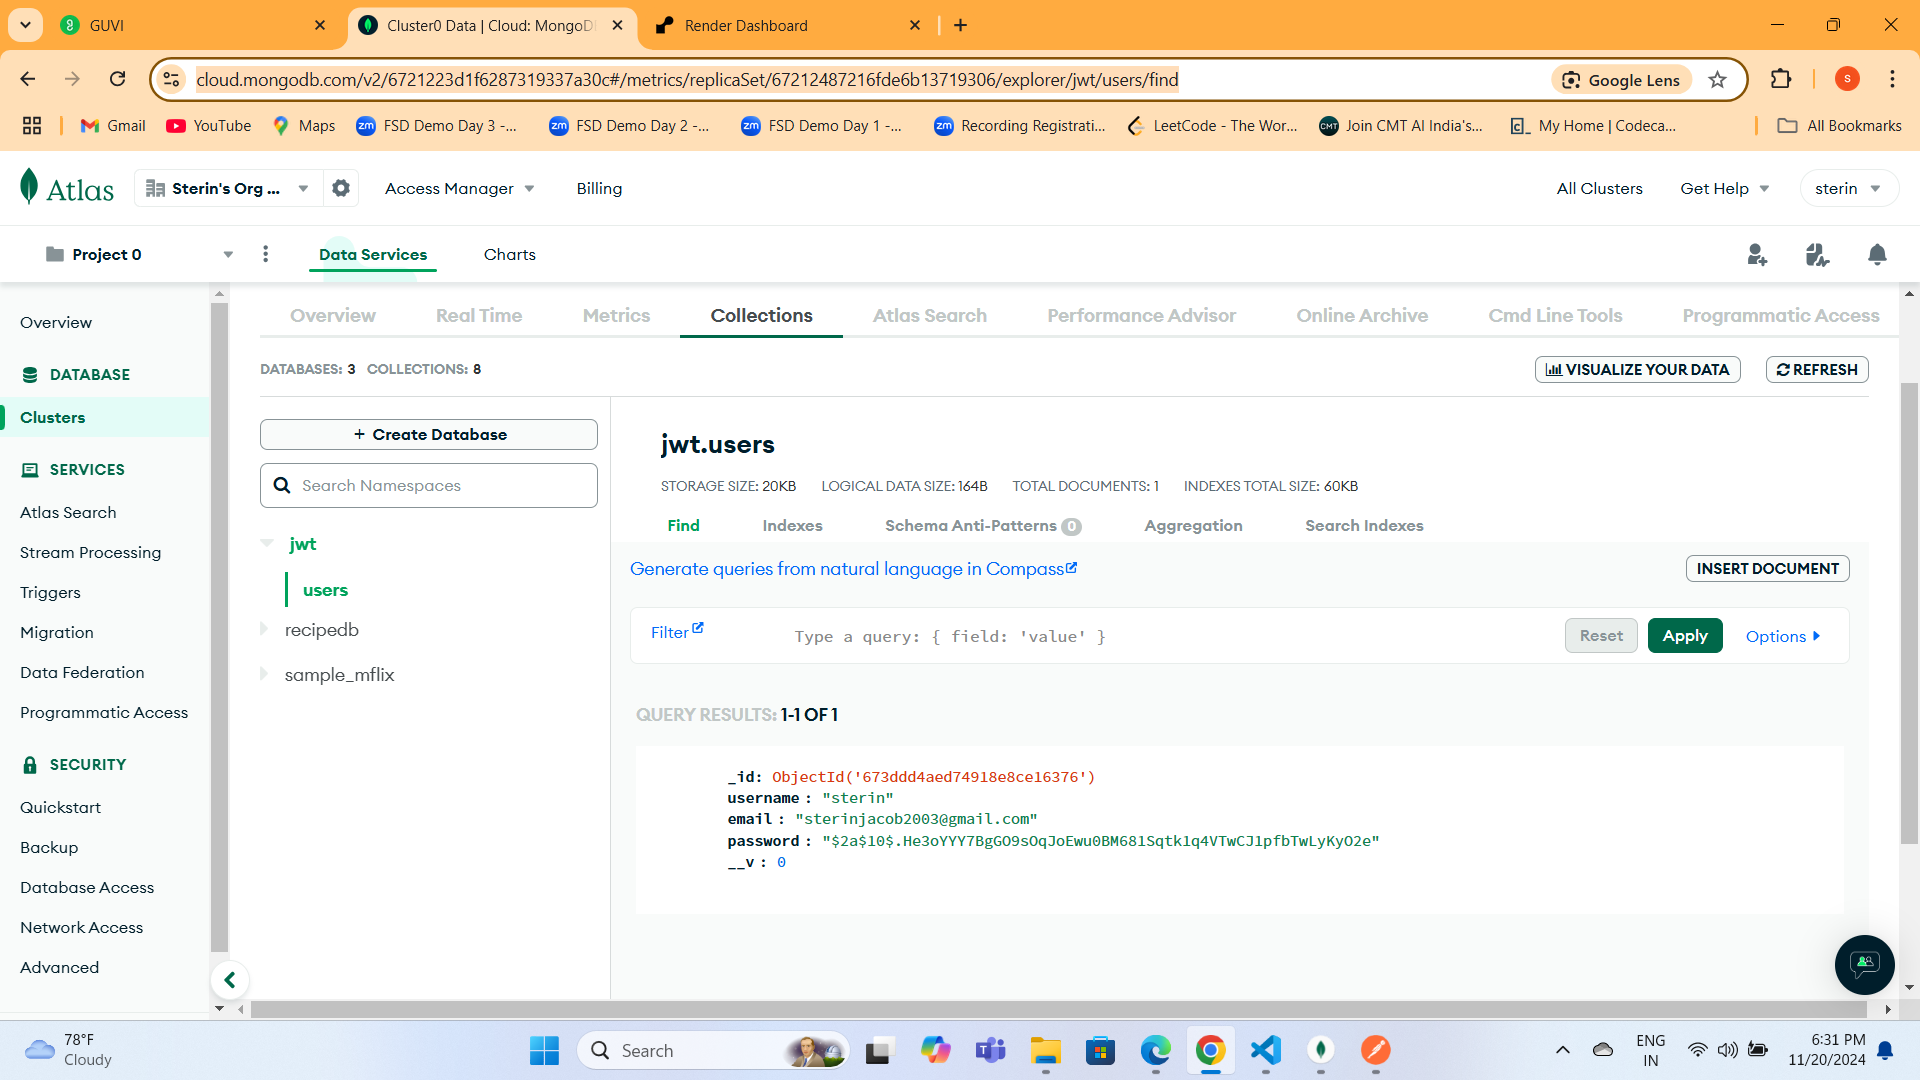 GUVI
Cluster0 Data | Cloud: MongoD
Render Dashboard
cloud.mongodb.com/v2/6721223d1f6287319337a30c#/metrics/replicaSet/67212487216fde6b13719306/explorer/jwt/users/find
Google Lens
S
Gmail
YouTube
Maps
zm FSD Demo Day 3 -...
zm FSD Demo Day 2 -...
zm FSD Demo Day 1 -...
zm Recording Registrati...
LeetCode - The Wor...
CMT Join CMT AI India's...
My Home | Codeca...
All Bookmarks
Atlas
Sterin's Org ...
Access Manager
Billing
All Clusters
Get Help
sterin
Project 0
Data Services
Charts
Overview
DATABASE
Clusters
SERVICES
Atlas Search
Stream Processing
Triggers
Migration
Data Federation
Programmatic Access
SECURITY
Quickstart
Backup
Database Access
Network Access
Advanced
Overview
Real Time
Metrics
Collections
Atlas Search
Performance Advisor
Online Archive
Cmd Line Tools
Programmatic Access
DATABASES: 3 COLLECTIONS: 8
VISUALIZE YOUR DATA
REFRESH
+ Create Database
Search Namespaces
jwt
users
recipedb
sample_mflix
jwt.users
STORAGE SIZE: 20KB LOGICAL DATA SIZE: 164B TOTAL DOCUMENTS: 1 INDEXES TOTAL SIZE: 60KB
Find
Indexes
Schema Anti-Patterns 0
Aggregation
Search Indexes
Generate queries from natural language in Compass
INSERT DOCUMENT
Filter
Type a query: { field: 'value' }
Reset
Apply
Options
QUERY RESULTS: 1-1 OF 1
_id: ObjectId('673ddd4aed74918e8ce16376')
username : "sterin"
email : "sterinjacob2003@gmail.com"
password : "$2a$10$.He3oYYY7BgGO9sOqJoEwu0BM681Sqtk1q4VTwCJ1pfbTwLyKyO2e"
__v : 0
78°F
Cloudy
Search
ENG
IN
6:31 PM
11/20/2024